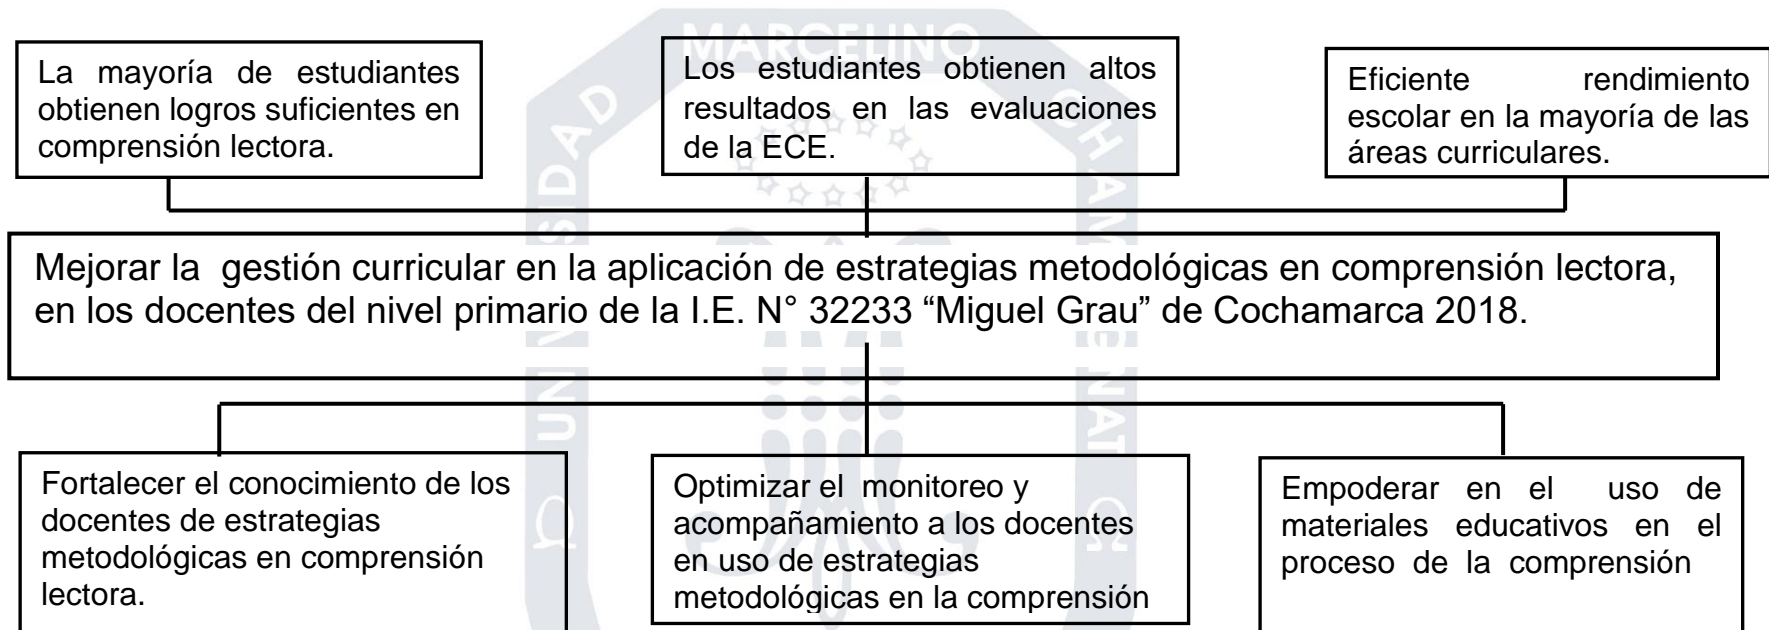 MARCELINO
La mayoría de estudiantes
obtienen logros suficientes en
comprensión lectora.
Los estudiantes obtienen altos
resultados en las evaluaciones
de la ECE.
Eficiente rendimiento
escolar en la mayoría de las
áreas curriculares.
Mejorar la gestión curricular en la aplicación de estrategias metodológicas en comprensión lectora,
en los docentes del nivel primario de la I.E. N° 32233 “Miguel Grau” de Cochamarca 2018.
Fortalecer el conocimiento de los
docentes de estrategias
metodológicas en comprensión
lectora.
Optimizar el monitoreo y
acompañamiento a los docentes
en uso de estrategias
metodológicas en la comprensión
Empoderar en el uso de
materiales educativos en el
proceso de la comprensión